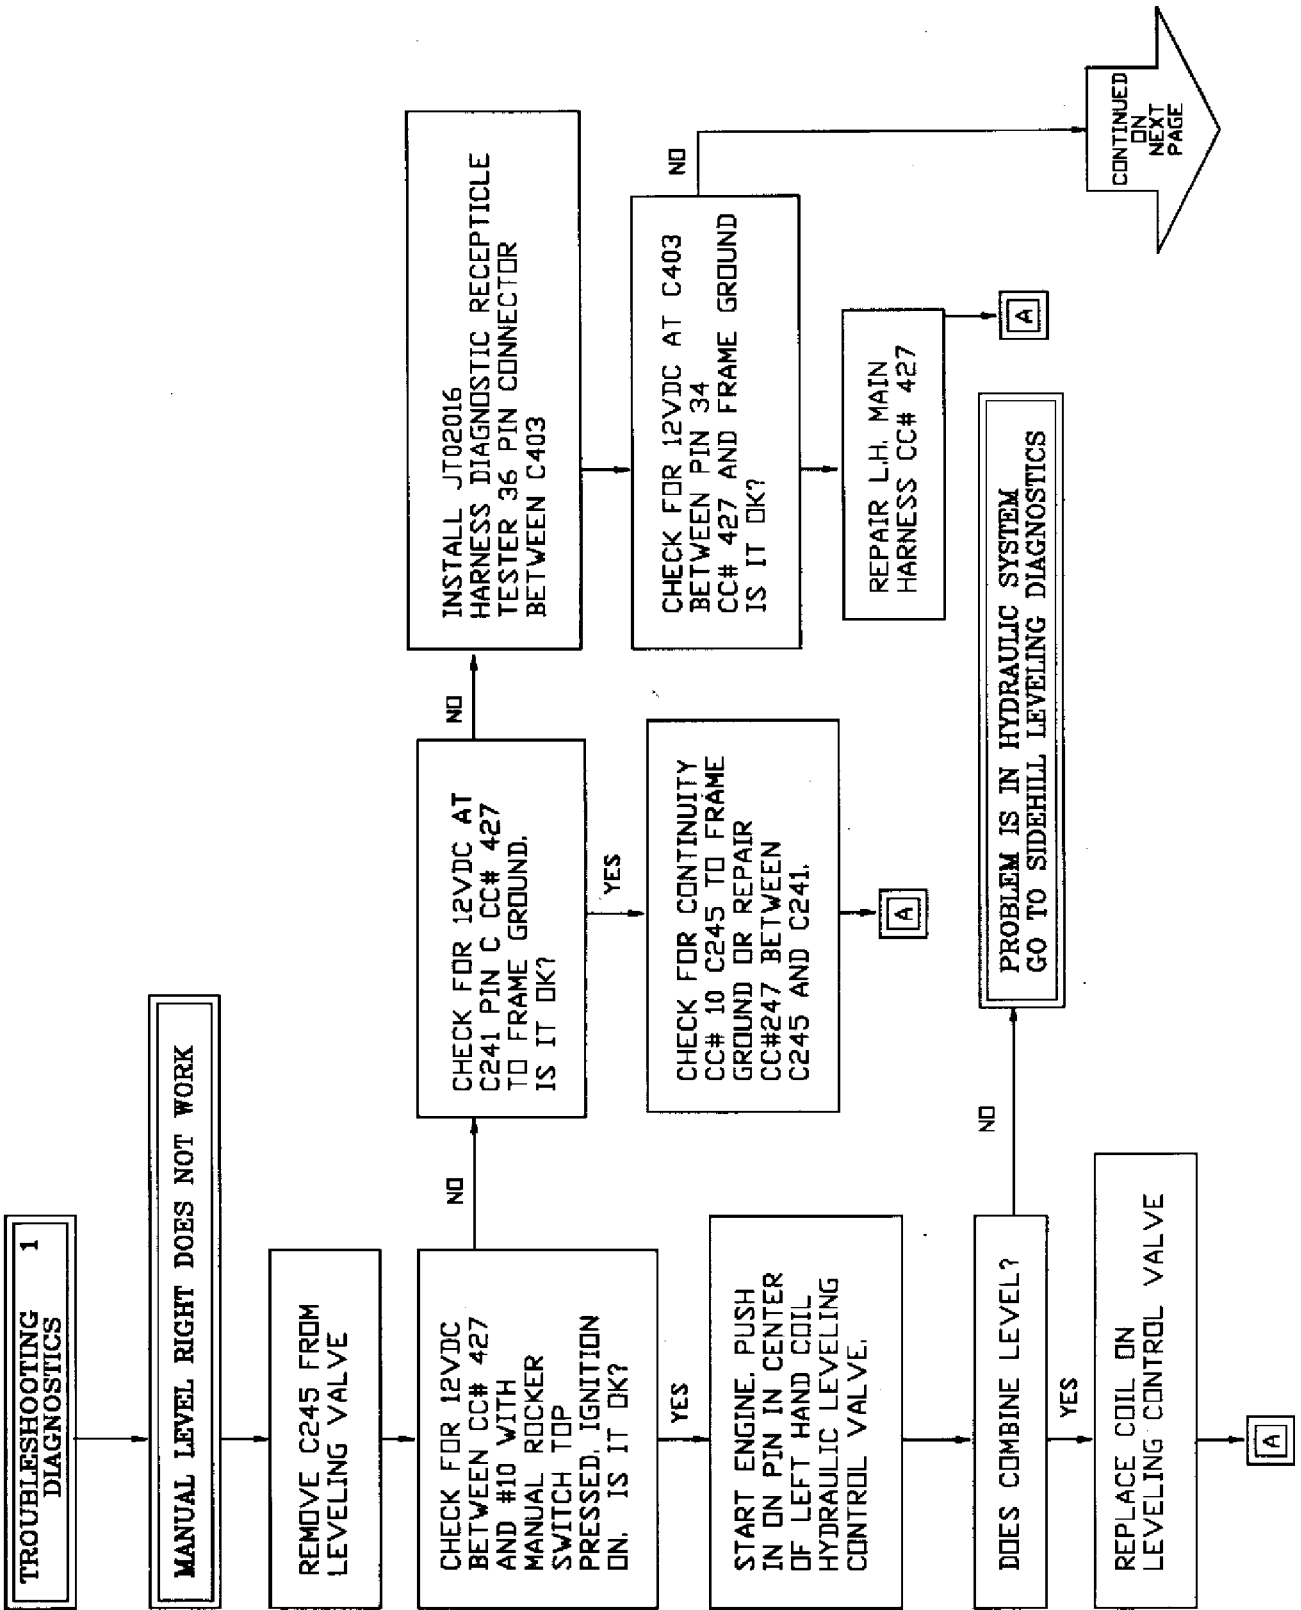 TROUBLESHOOTING 1
DIAGNOSTICS
MANUAL LEVEL RIGHT DOES NOT WORK
REMOVE C245 FROM
LEVELING VALVE
CHECK FOR 12VDC
BETWEEN CC# 427
AND #10 WITH
MANUAL ROCKER
SWITCH TOP
PRESSED, IGNITION
ON. IS IT OK?
NO
YES
CHECK FOR 12VDC AT
C241 PIN C CC# 427
TO FRAME GROUND.
IS IT OK?
NO
YES
INSTALL JT02016
HARNESS DIAGNOSTIC RECEPTICLE
TESTER 36 PIN CONNECTOR
BETWEEN C403
CHECK FOR 12VDC AT C403
BETWEEN PIN 34
CC# 427 AND FRAME GROUND
IS IT OK?
NO
REPAIR L.H. MAIN
HARNESS CC# 427
A
CONTINUED
ON
NEXT
PAGE
CHECK FOR CONTINUITY
CC# 10 C245 TO FRAME
GROUND OR REPAIR
CC#247 BETWEEN
C245 AND C241.
A
START ENGINE. PUSH
IN ON PIN IN CENTER
OF LEFT HAND COIL
HYDRAULIC LEVELING
CONTROL VALVE.
DOES COMBINE LEVEL?
NO
YES
PROBLEM IS IN HYDRAULIC SYSTEM
GO TO SIDEHILL LEVELING DIAGNOSTICS
REPLACE COIL ON
LEVELING CONTROL VALVE
A